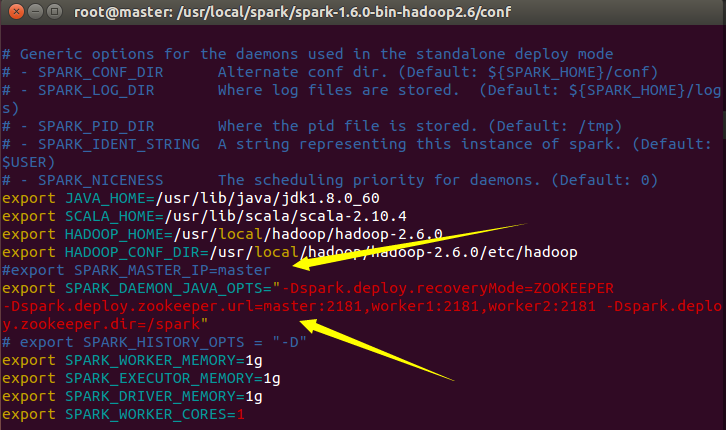 root@master: /usr/local/spark/spark-1.6.0-bin-hadoop2.6/conf
# Generic options for the daemons used in the standalone deploy mode
# - SPARK_CONF_DIR      Alternate conf dir. (Default: ${SPARK_HOME}/conf)
# - SPARK_LOG_DIR       Where log files are stored.  (Default: ${SPARK_HOME}/log
s)
# - SPARK_PID_DIR       Where the pid file is stored. (Default: /tmp)
# - SPARK_IDENT_STRING  A string representing this instance of spark. (Default:
$USER)
# - SPARK_NICENESS      The scheduling priority for daemons. (Default: 0)
export JAVA_HOME=/usr/lib/java/jdk1.8.0_60
export SCALA_HOME=/usr/lib/scala/scala-2.10.4
export HADOOP_HOME=/usr/local/hadoop/hadoop-2.6.0
export HADOOP_CONF_DIR=/usr/local/hadoop/hadoop-2.6.0/etc/hadoop
#export SPARK_MASTER_IP=master
export SPARK_DAEMON_JAVA_OPTS="-Dspark.deploy.recoveryMode=ZOOKEEPER
-Dspark.deploy.zookeeper.url=master:2181,worker1:2181,worker2:2181 -Dspark.deplo
y.zookeeper.dir=/spark"
# export SPARK_HISTORY_OPTS = "-D"
export SPARK_WORKER_MEMORY=1g
export SPARK_EXECUTOR_MEMORY=1g
export SPARK_DRIVER_MEMORY=1g
export SPARK_WORKER_CORES=1